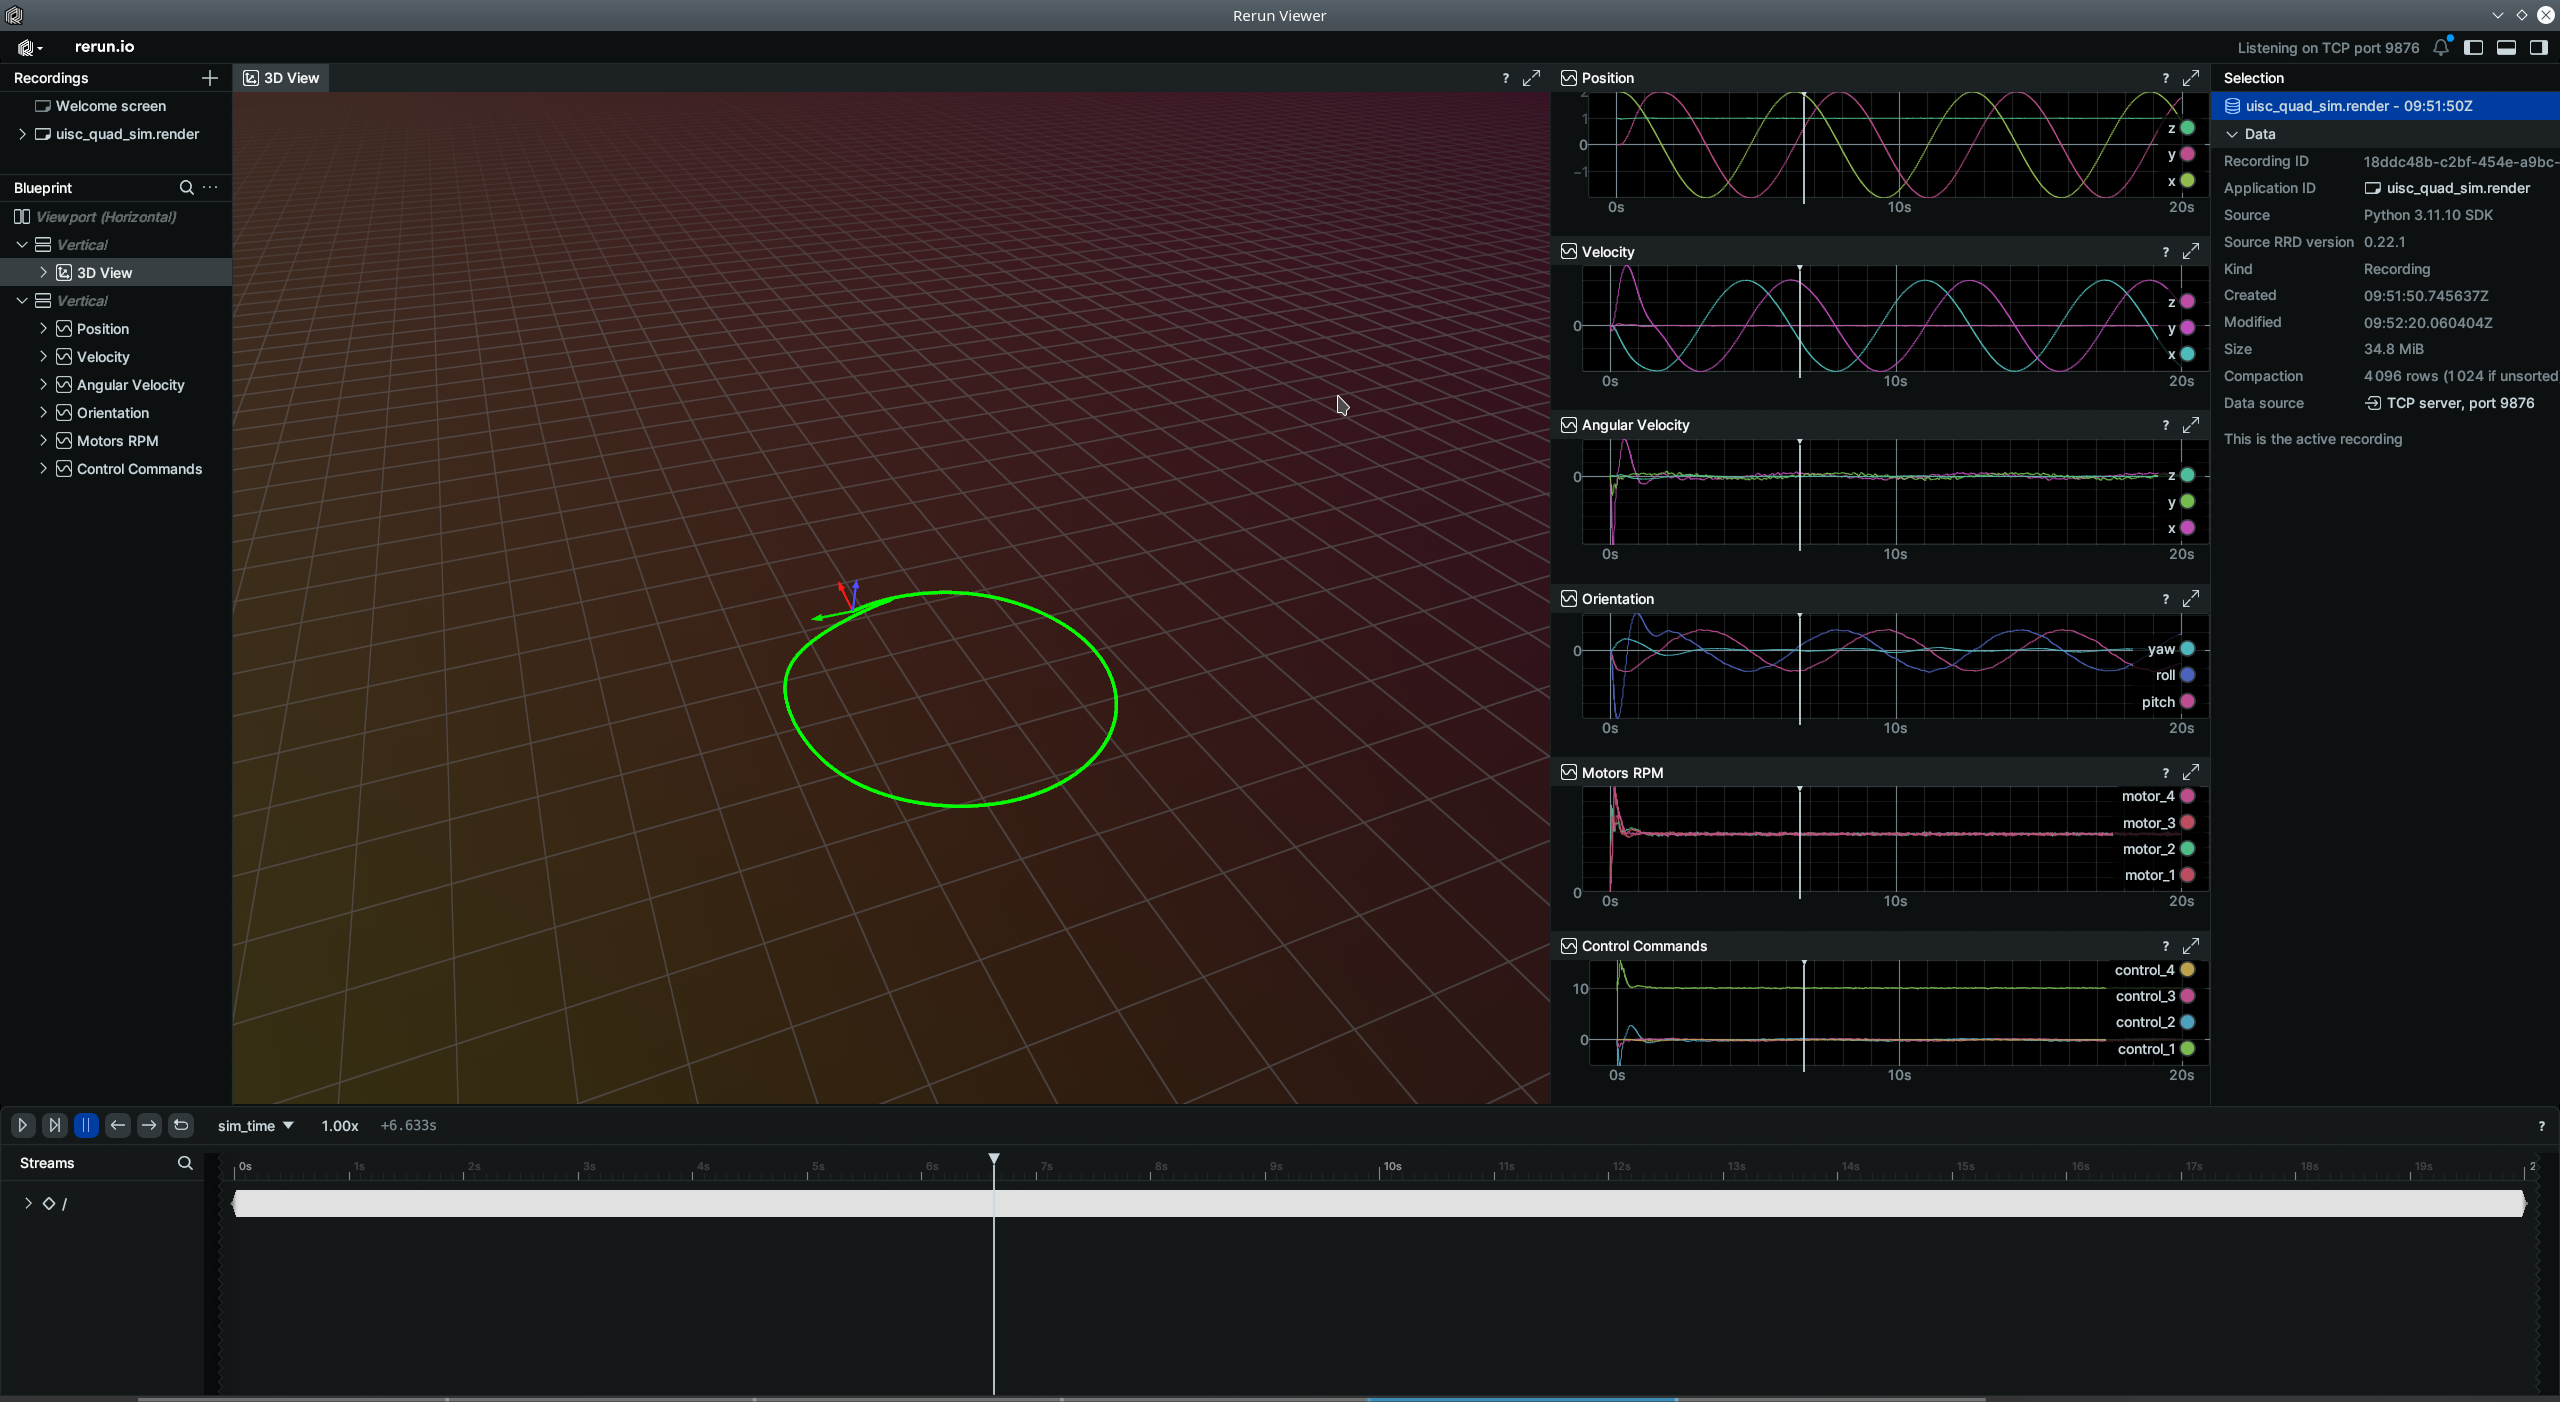 Rerun Viewer
rerun.io
Listening on TCP port 9876
Recordings
Welcome screen
uisc_quad_sim.render
Blueprint
Viewport (Horizontal)
Vertical
3D View
Vertical
Position
Velocity
Angular Velocity
Orientation
Motors RPM
Control Commands
3D View
?
Position
?
2
1
0
−1
z
y
x
0s
10s
20s
Velocity
?
0
z
y
x
0s
10s
20s
Angular Velocity
?
0
z
y
x
0s
10s
20s
Orientation
?
0
yaw
roll
pitch
0s
10s
20s
Motors RPM
?
motor_4
motor_3
motor_2
motor_1
0
0s
10s
20s
Control Commands
?
10
0
control_4
control_3
control_2
control_1
0s
10s
20s
Selection
uisc_quad_sim.render - 09:51:50Z
Data
Recording ID 18ddc48b-c2bf-454e-a9bc-
Application ID uisc_quad_sim.render
Source Python 3.11.10 SDK
Source RRD version 0.22.1
Kind Recording
Created 09:51:50.745637Z
Modified 09:52:20.060404Z
Size 34.8 MiB
Compaction 4 096 rows (1 024 if unsorted
Data source TCP server, port 9876
This is the active recording
sim_time 1.00x +6.633s
?
Streams
0s 1s 2s 3s 4s 5s 6s 7s 8s 9s 10s 11s 12s 13s 14s 15s 16s 17s 18s 19s 2
/